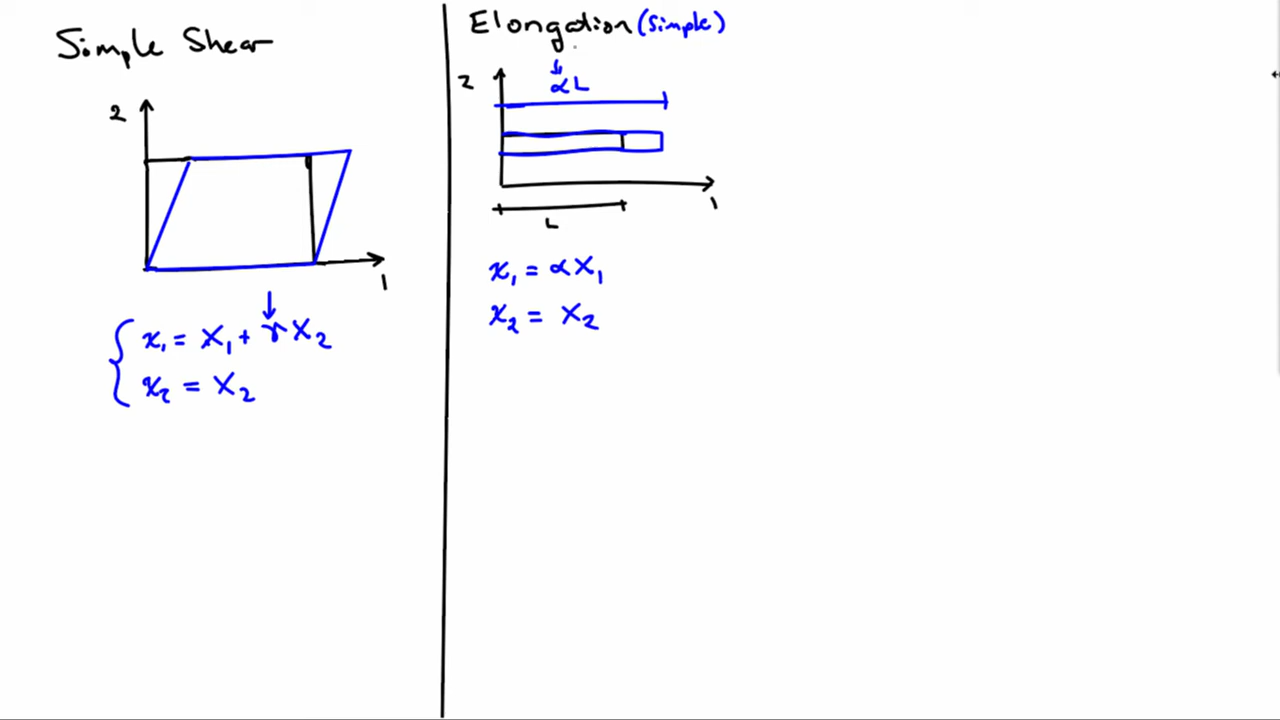 Simple Shear
2
1
x₁ = X₁ + γX₂
x₂ = X₂
Elongation (Simple)
2
αL
1
L
x₁ = αX₁
x₂ = X₂